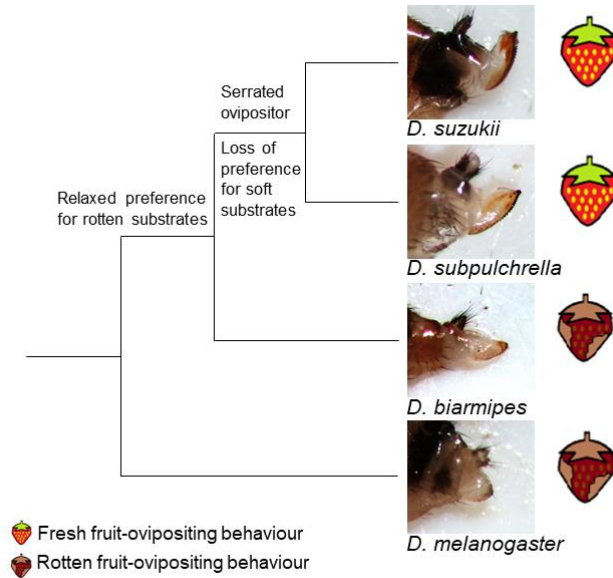 Serrated
ovipositor
D. suzukii
Loss of
preference
for soft
substrates
Relaxed preference
for rotten substrates
D. subpulchrella
D. biarmipes
D. melanogaster
Fresh fruit-ovipositing behaviour
Rotten fruit-ovipositing behaviour